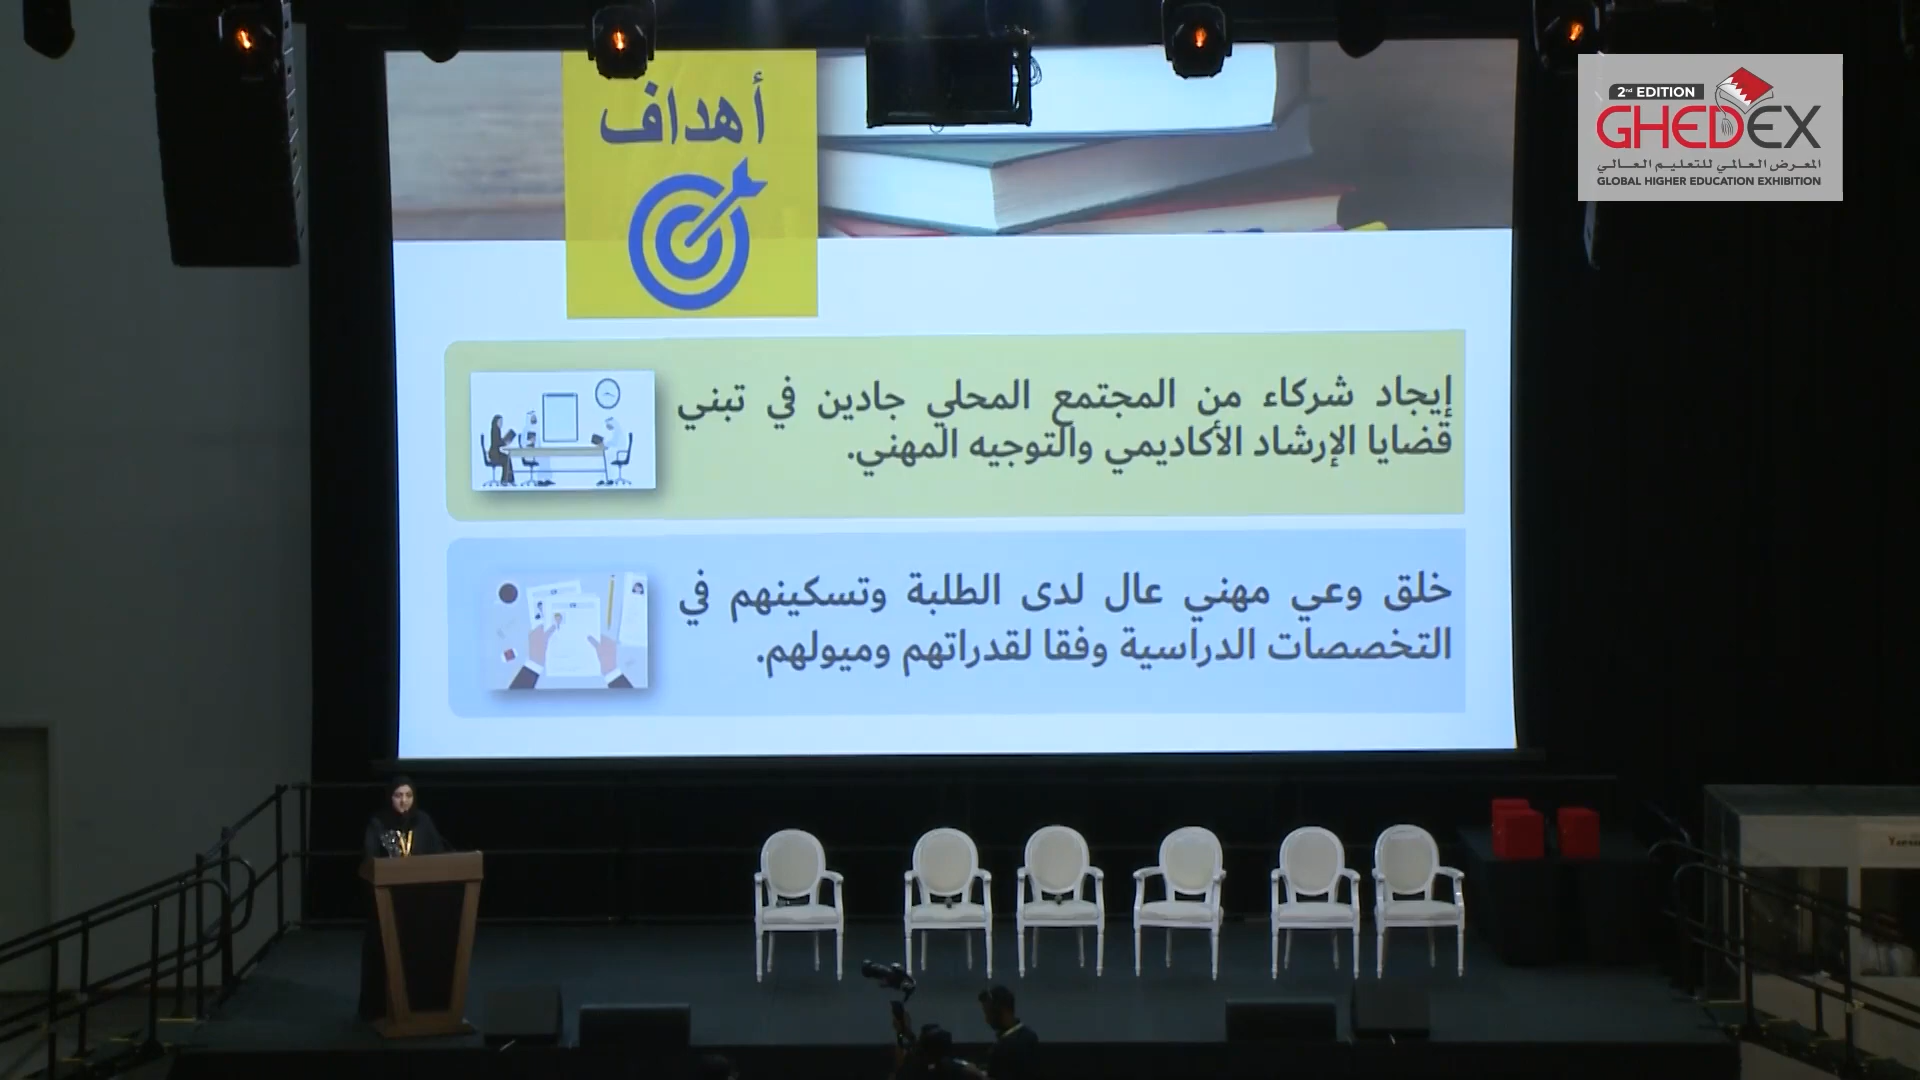 أهداف
إيجاد شركاء من المجتمع المحلي جادين في تبني
قضايا الإرشاد الأكاديمي والتوجيه المهني.
خلق وعي مهني عال لدى الطلبة وتسكينهم في
التخصصات الدراسية وفقا لقدراتهم وميولهم.
2nd EDITION
GHEDEX
المعرض العالمي للتعليم العالي
GLOBAL HIGHER EDUCATION EXHIBITION